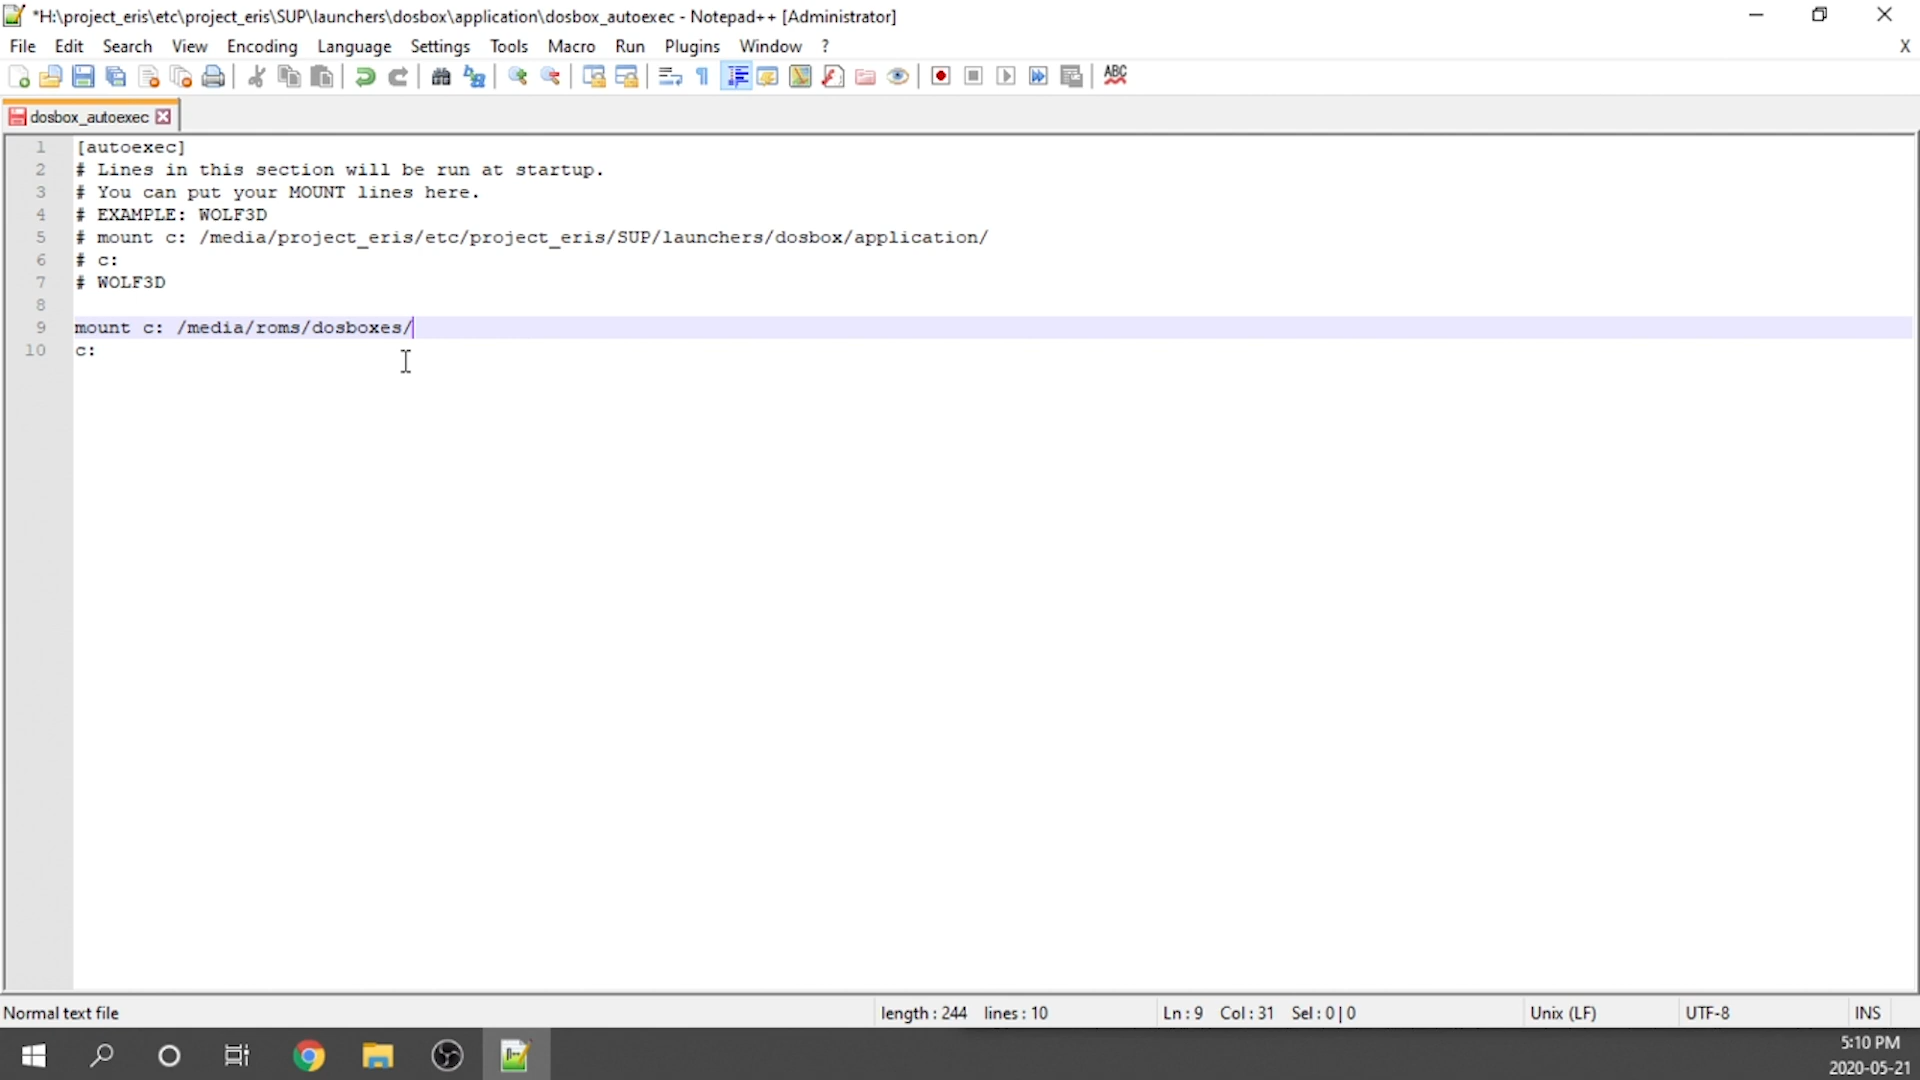 *H:\project_eris\etc\project_eris\SUP\launchers\dosbox\application\dosbox_autoexec - Notepad++ [Administrator]
File Edit Search View Encoding Language Settings Tools Macro Run Plugins Window ? X
ABC
dosbox_autoexec
1 [autoexec]
2 # Lines in this section will be run at startup.
3 # You can put your MOUNT lines here.
4 # EXAMPLE: WOLF3D
5 # mount c: /media/project_eris/etc/project_eris/SUP/launchers/dosbox/application/
6 # c:
7 # WOLF3D
8
9 mount c: /media/roms/dosboxes/
10 c:
Normal text file length : 244 lines : 10 Ln : 9 Col : 31 Sel : 0 | 0 Unix (LF) UTF-8 INS
5:10 PM
2020-05-21